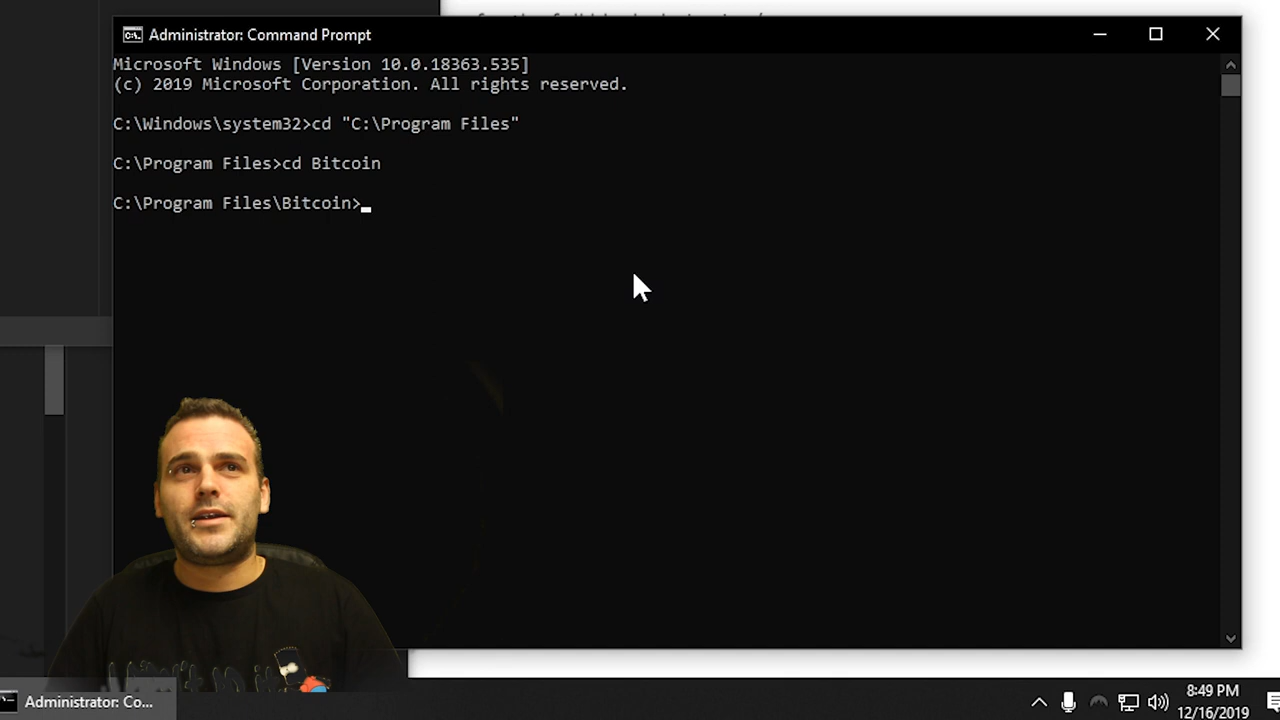 Administrator: Command Prompt
Microsoft Windows [Version 10.0.18363.535]
(c) 2019 Microsoft Corporation. All rights reserved.
C:\Windows\system32>cd "C:\Program Files"
C:\Program Files>cd Bitcoin
C:\Program Files\Bitcoin>
Administrator: Co...
8:49 PM
12/16/2019